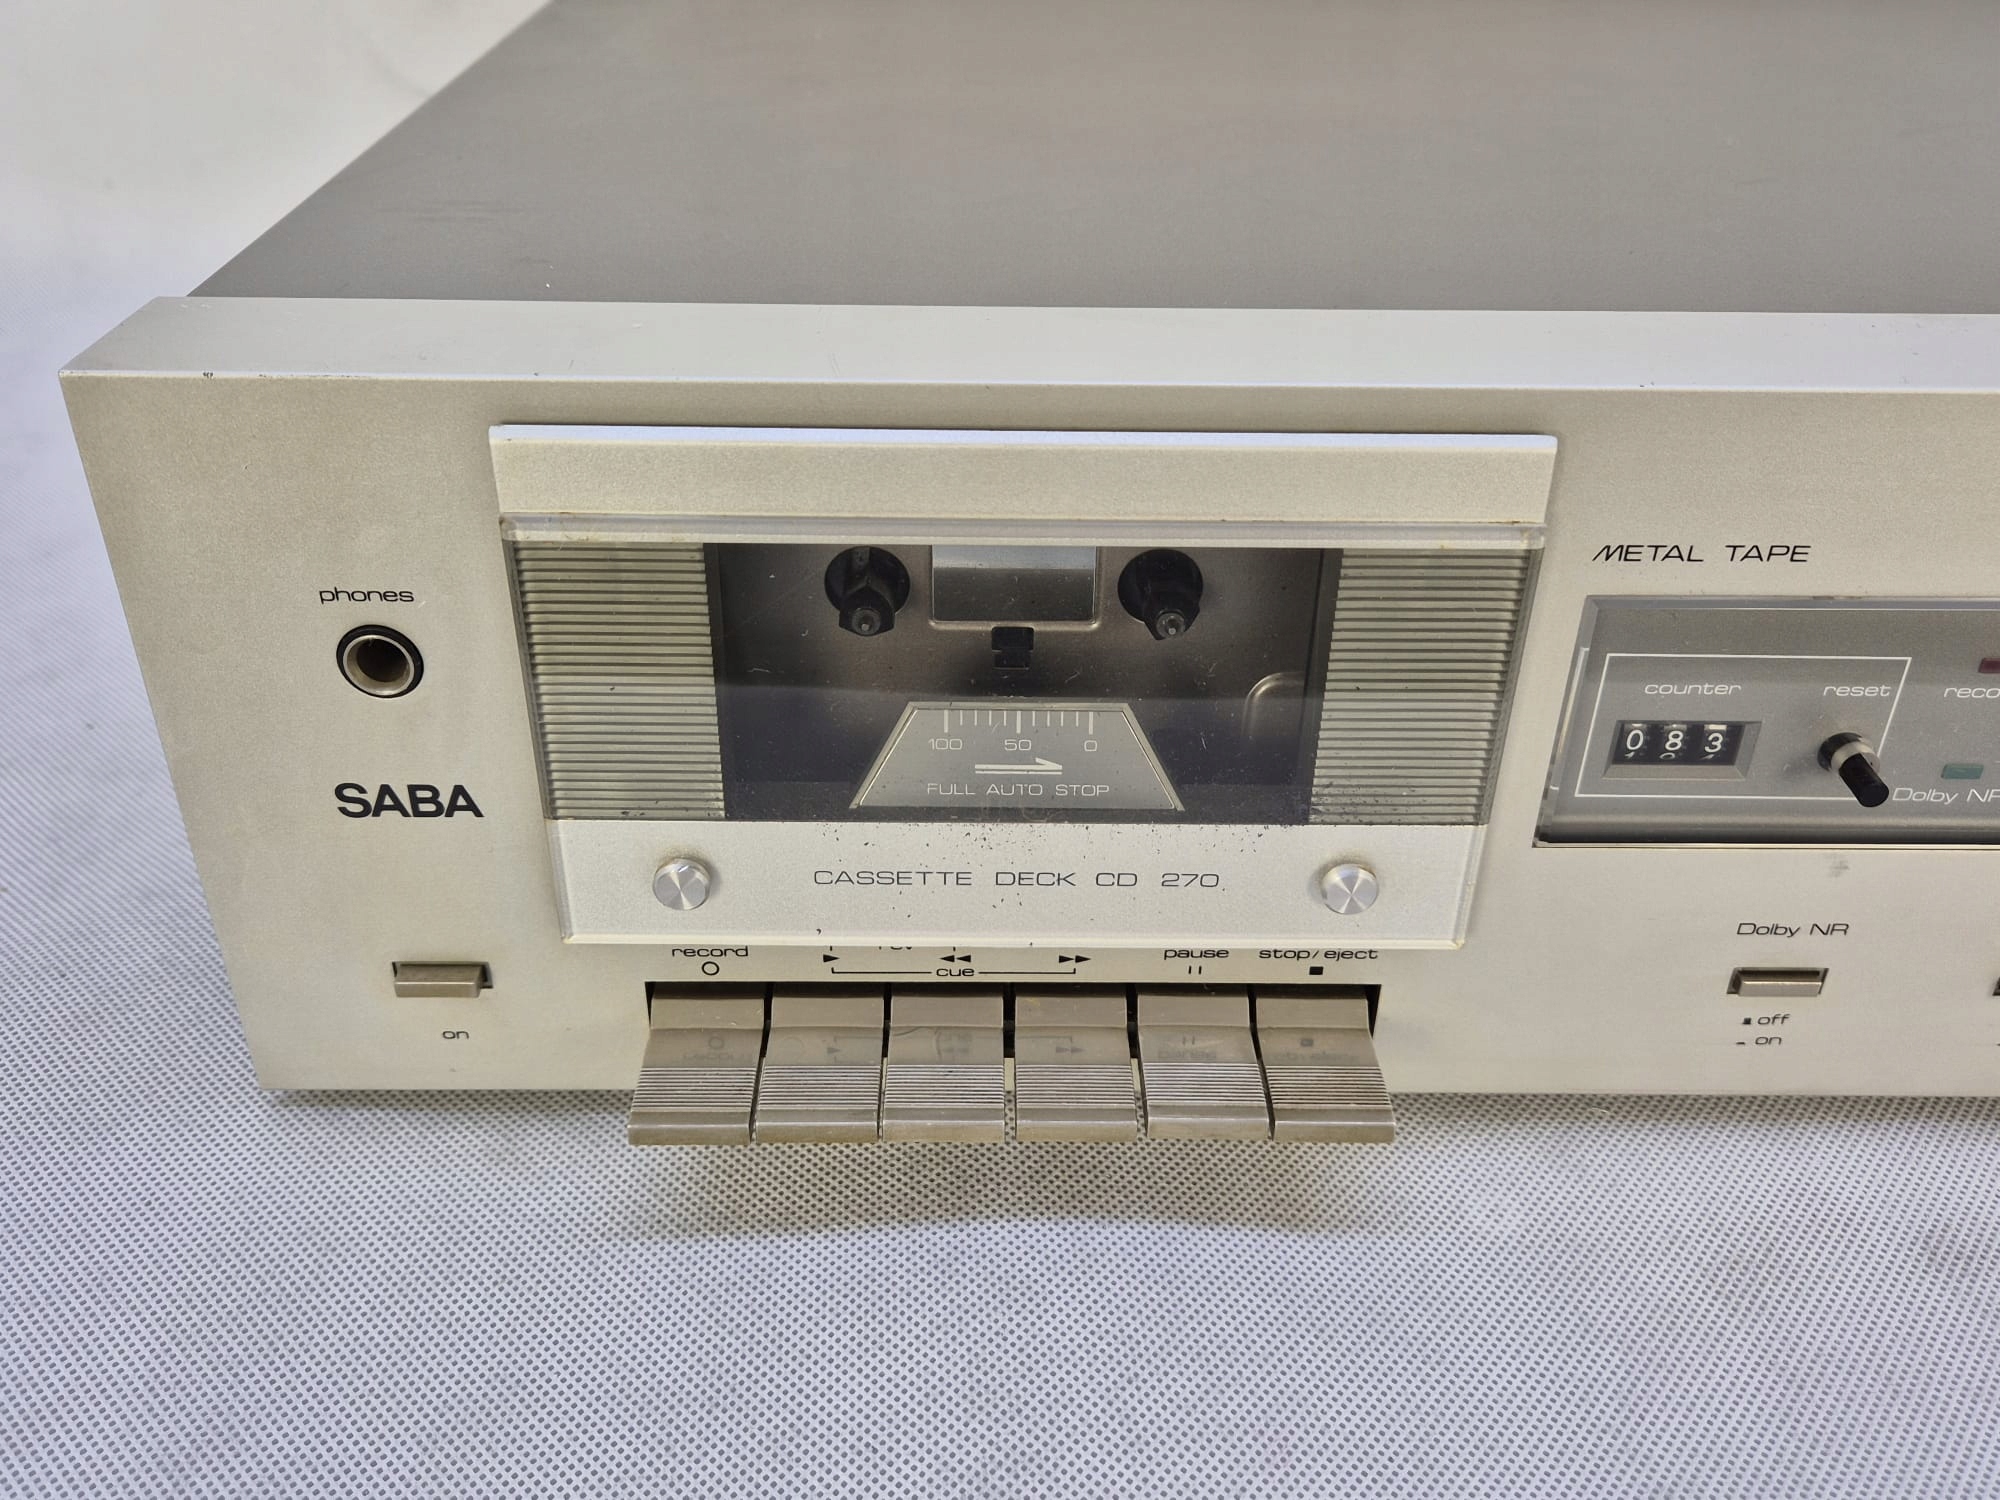 METAL TAPE
phones
counter reset
083
Dolby NR
100 50 0
FULL AUTO STOP
SABA
CASSETTE DECK CD 270
Dolby NR
record pause stop/eject
cue
off
on
on